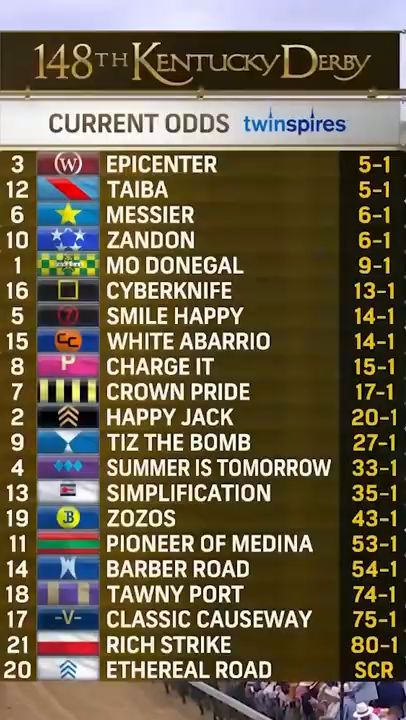 148TH KENTUCKY DERBY
CURRENT ODDS twinspires
3 W EPICENTER 5-1
12 TAIBA 5-1
6 MESSIER 6-1
10 ZANDON 6-1
1 MO DONEGAL 9-1
16 CYBERKNIFE 13-1
5 7 SMILE HAPPY 14-1
15 CC WHITE ABARRIO 14-1
8 P CHARGE IT 15-1
7 CROWN PRIDE 17-1
2 HAPPY JACK 20-1
9 TIZ THE BOMB 27-1
4 SUMMER IS TOMORROW 33-1
13 SIMPLIFICATION 35-1
19 B ZOZOS 43-1
11 PIONEER OF MEDINA 53-1
14 BARBER ROAD 54-1
18 TAWNY PORT 74-1
17 -V- CLASSIC CAUSEWAY 75-1
21 RICH STRIKE 80-1
20 ETHEREAL ROAD SCR